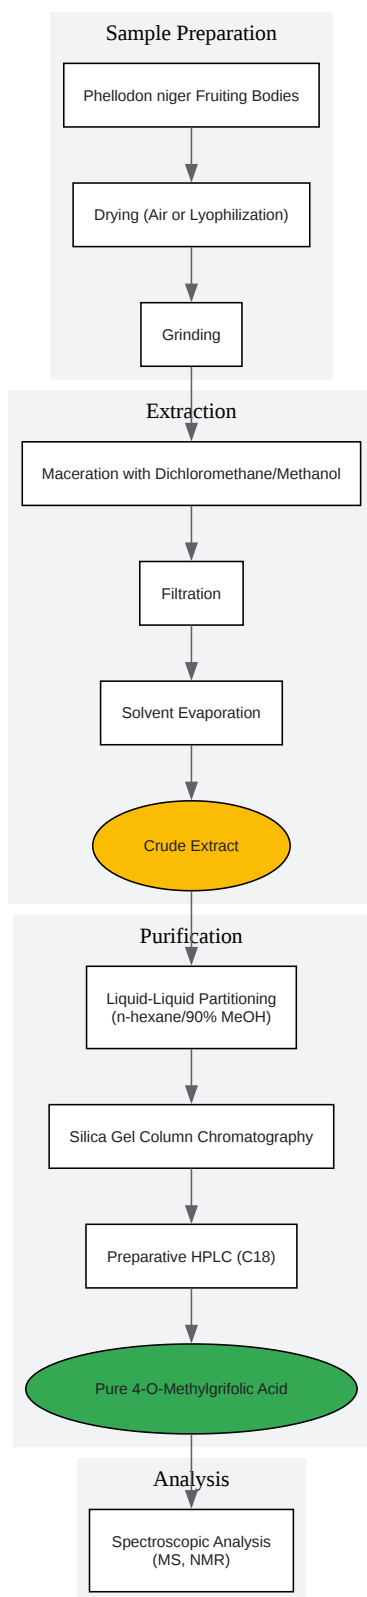 Sample Preparation
Phellodon niger Fruiting Bodies
Drying (Air or Lyophilization)
Grinding
Extraction
Maceration with Dichloromethane/Methanol
Filtration
Solvent Evaporation
Crude Extract
Purification
Liquid-Liquid Partitioning
(n-hexane/90% MeOH)
Silica Gel Column Chromatography
Preparative HPLC (C18)
Pure 4-O-Methylgrifolic Acid
Analysis
Spectroscopic Analysis
(MS, NMR)